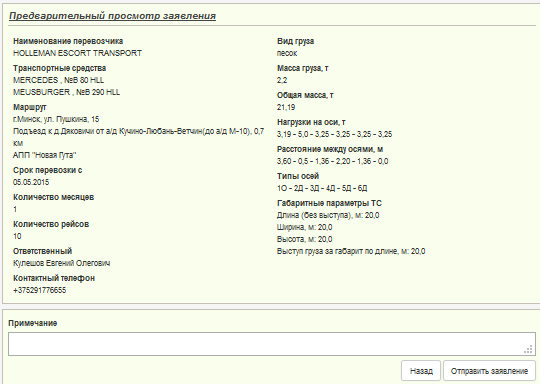 Предварительный просмотр заявления
Наименование перевозчика
HOLLEMAN ESCORT TRANSPORT
Транспортные средства
MERCEDES , №B 80 HLL
MEUSBURGER , №B 290 HLL
Маршрут
г.Минск, ул. Пушкина, 15
Подъезд к д.Дяковичи от а/д Кучино-Любань-Ветчин(до а/д М-10), 0,7
км
АПП "Новая Гута"
Срок перевозки с
05.05.2015
Количество месяцев
1
Количество рейсов
10
Ответственный
Кулешов Евгений Олегович
Контактный телефон
+375291776655
Вид груза
песок
Масса груза, т
2,2
Общая масса, т
21,19
Нагрузки на оси, т
3,19 - 5,0 - 3,25 - 3,25 - 3,25 - 3,25
Расстояние между осями, м
3,60 - 0,5 - 1,36 - 2,20 - 1,36 - 0,0
Типы осей
1О - 2Д - 3Д - 4Д - 5Д - 6Д
Габаритные параметры ТС
Длина (без выступа), м: 20,0
Ширина, м: 20,0
Высота, м: 20,0
Выступ груза за габарит по длине, м: 20,0
Примечание
Назад
Отправить заявление